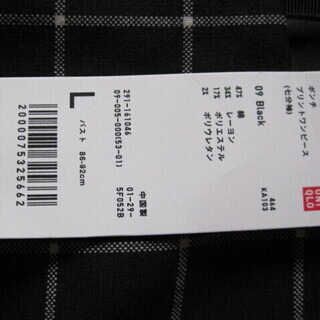 UNI
QLO
ポンチ
プリントワンピース
(七分袖)
464
KA103
09 Black
47% 綿
34% レーヨン
17% ポリエステル
2% ポリウレタン
291-161046
09-005-000(53-01)
中国製
01-29-
5F052B
L
バスト 86-92cm
2000075325662